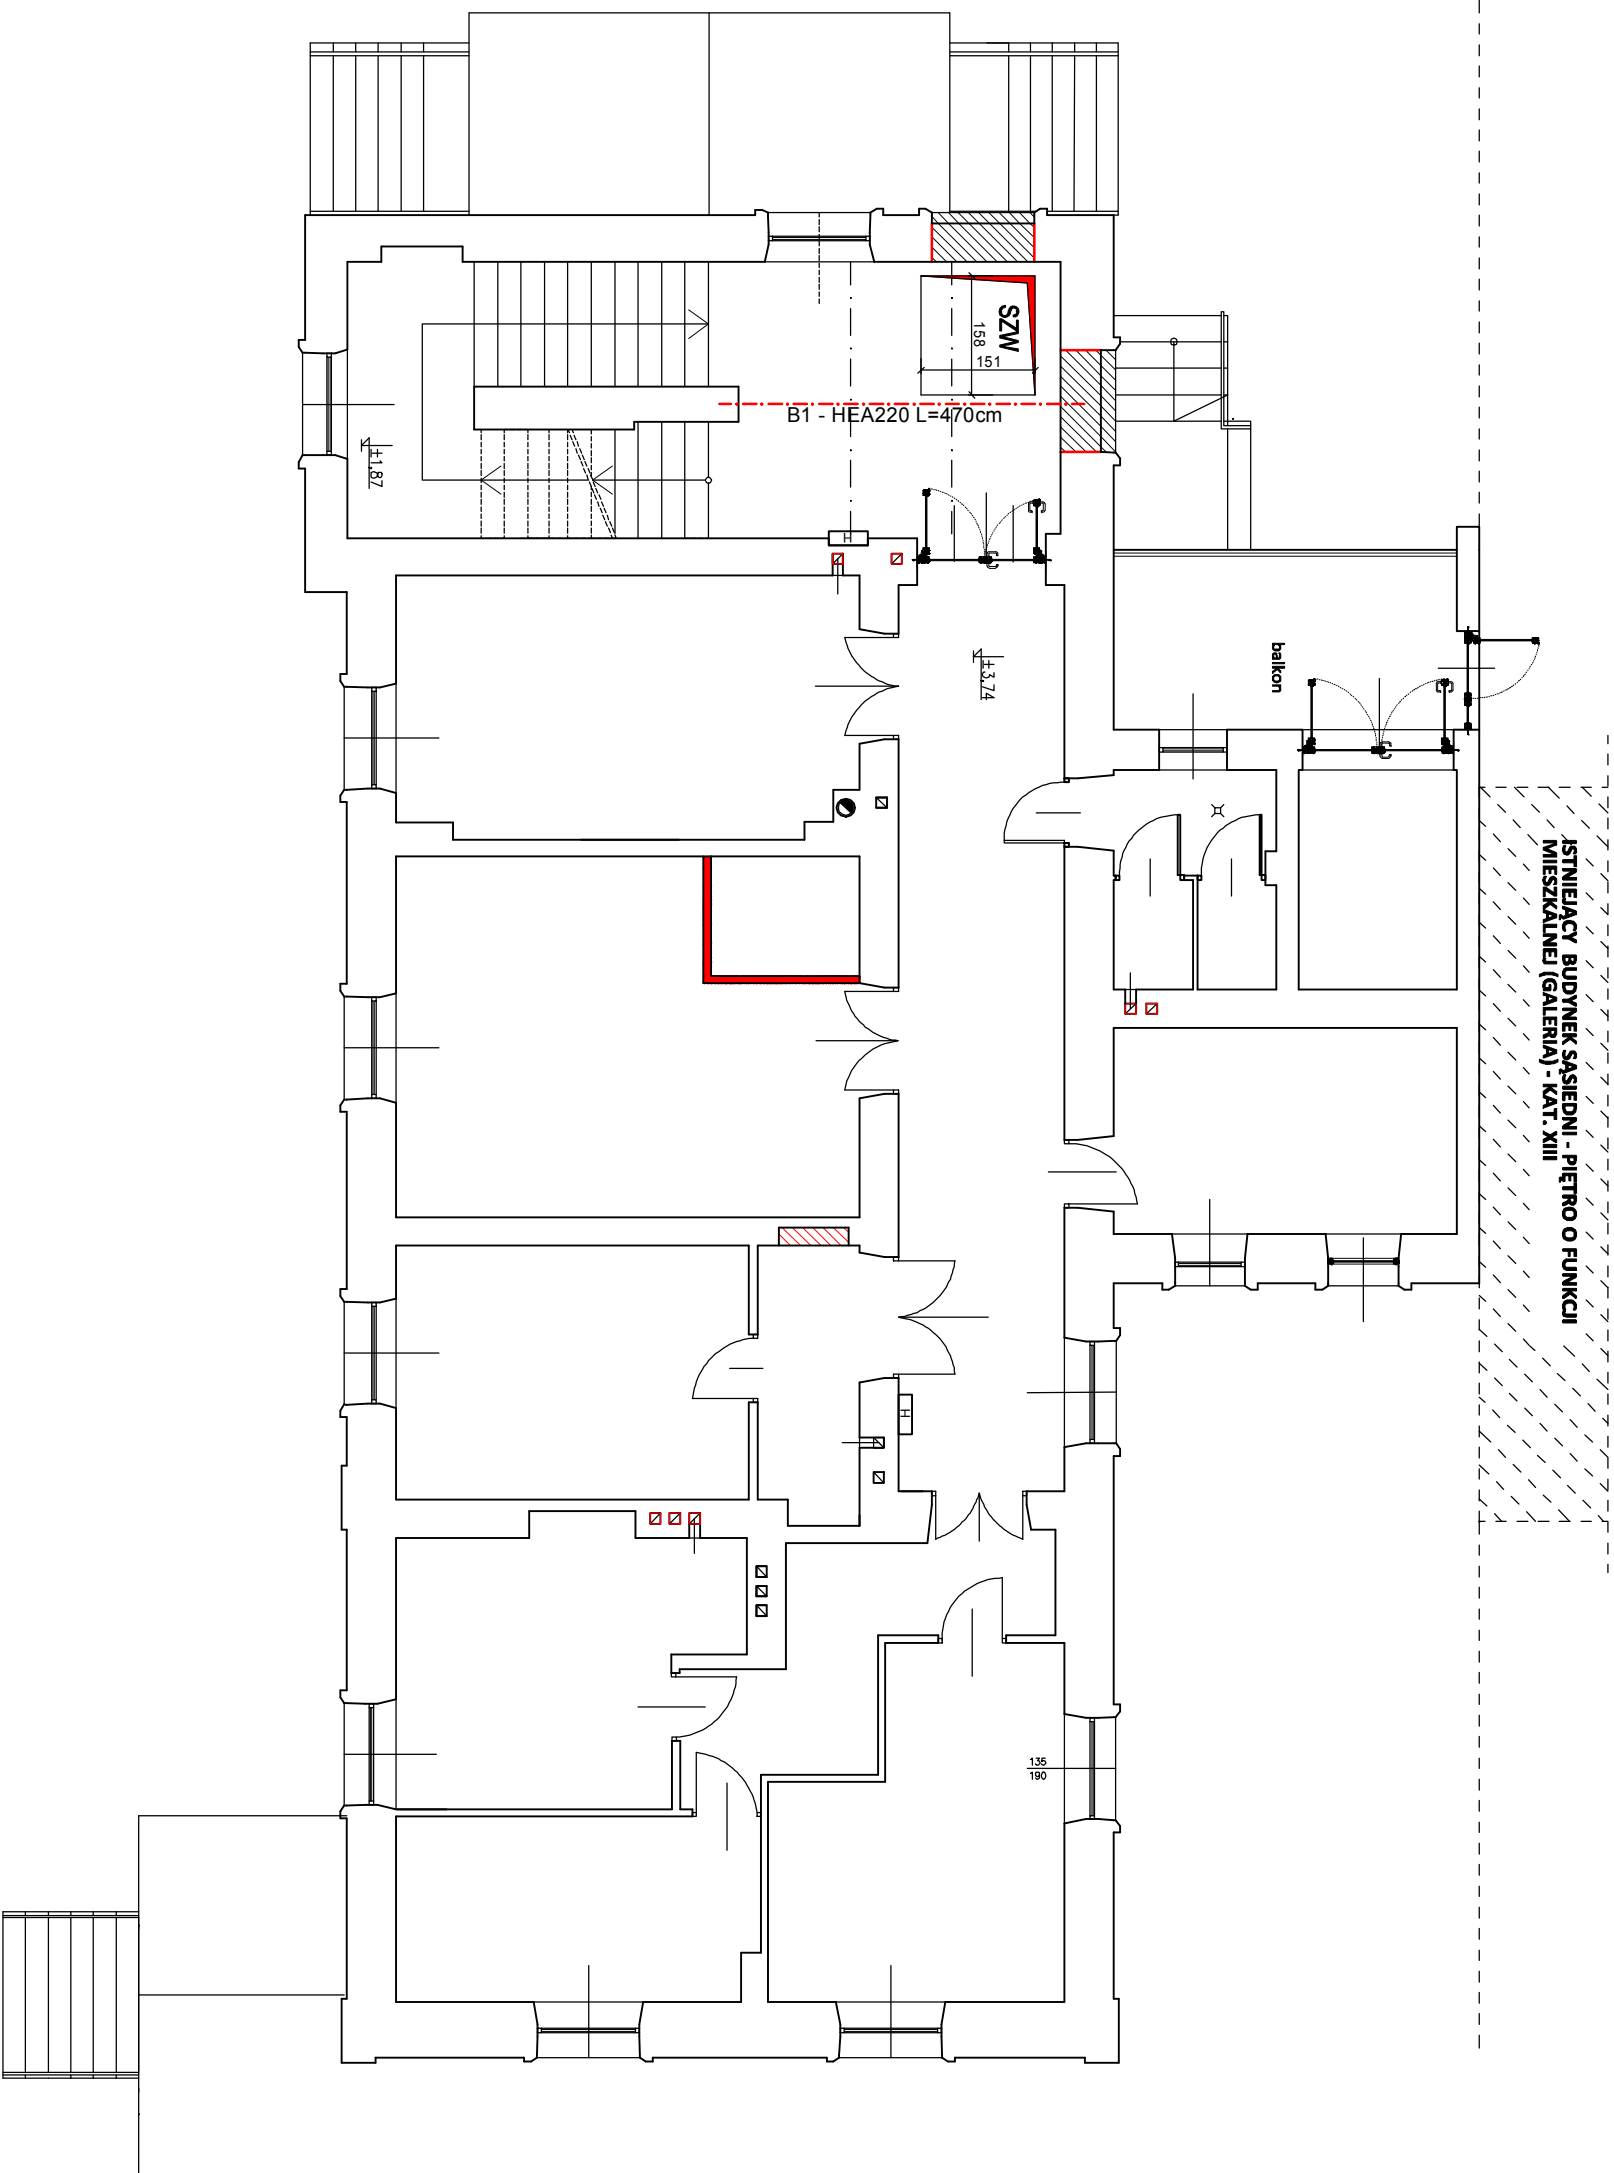 SZW
158
151
B1 - HEA220 L=470cm
±1,87
H
±3,74
balkon
ISTNIEJĄCY BUDYNEK SĄSIEDNI - PIĘTRO O FUNKCJI
MIESZKALNEJ (GALERIA) - KAT. XIII
H
135
190